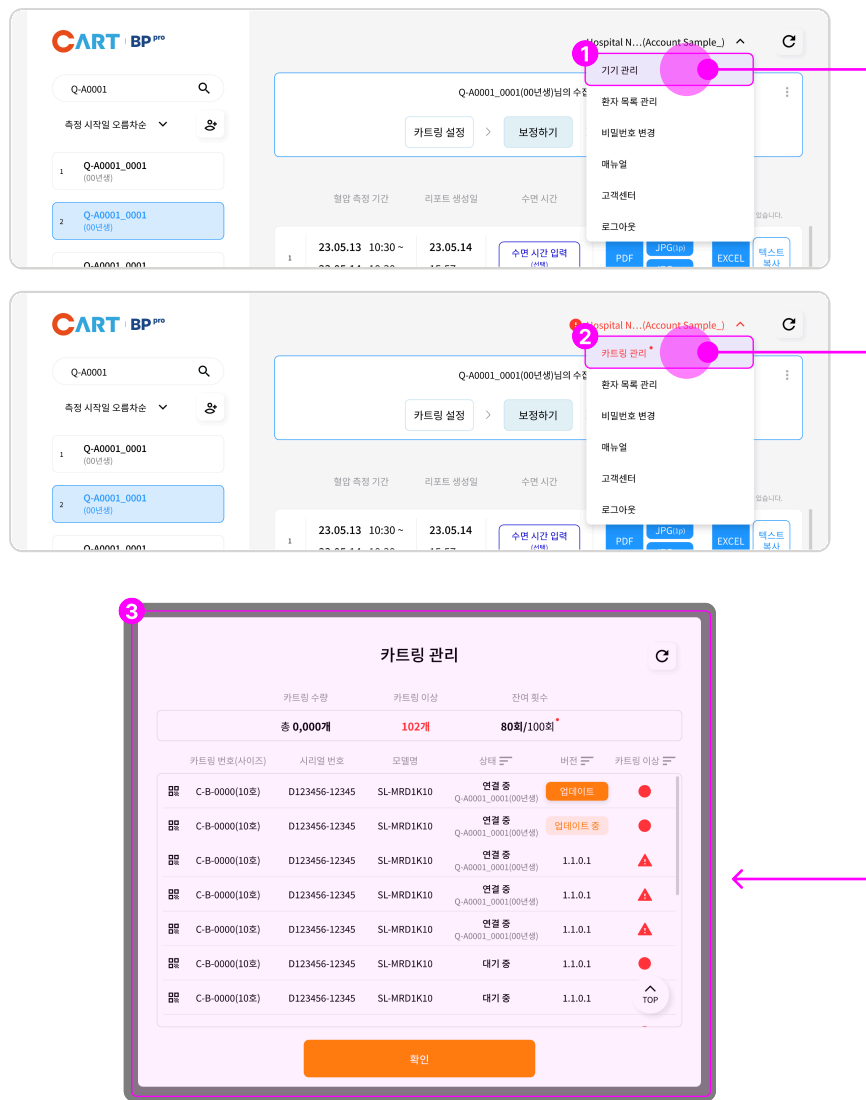 CART BP pro
Hospital N...(Account Sample_)
1
기기 관리
Q-A0001
Q-A0001_0001(00년생)님의 수집
환자 목록 관리
측정 시작일 오름차순
카트링 설정 > 보정하기
비밀번호 변경
매뉴얼
1 Q-A0001_0001
(00년생)
고객센터
혈압 측정 기간 리포트 생성일 수면 시간
2 Q-A0001_0001
(00년생)
있습니다.
로그아웃
1 23.05.13 10:30 ~ 23.05.14 수면 시간 입력 PDF JPG(1p) EXCEL 텍스트
복사
(선택)
Q-A0001_0001
CART BP pro
Hospital N...(Account Sample_)
2
카트링 관리
Q-A0001
Q-A0001_0001(00년생)님의 수집
환자 목록 관리
측정 시작일 오름차순
카트링 설정 > 보정하기
비밀번호 변경
매뉴얼
1 Q-A0001_0001
(00년생)
고객센터
혈압 측정 기간 리포트 생성일 수면 시간
2 Q-A0001_0001
(00년생)
있습니다.
로그아웃
1 23.05.13 10:30 ~ 23.05.14 수면 시간 입력 PDF JPG(1p) EXCEL 텍스트
복사
(선택)
Q-A0001_0001
3
카트링 관리
카트링 수량 카트링 이상 잔여 횟수
총 0,000개 102개 80회/100회
카트링 번호(사이즈) 시리얼 번호 모델명 상태 버전 카트링 이상
C-B-0000(10호) D123456-12345 SL-MRD1K10 연결 중 업데이트
Q-A0001_0001(00년생)
C-B-0000(10호) D123456-12345 SL-MRD1K10 연결 중 업데이트 중
Q-A0001_0001(00년생)
C-B-0000(10호) D123456-12345 SL-MRD1K10 연결 중 1.1.0.1
Q-A0001_0001(00년생)
C-B-0000(10호) D123456-12345 SL-MRD1K10 연결 중 1.1.0.1
Q-A0001_0001(00년생)
C-B-0000(10호) D123456-12345 SL-MRD1K10 연결 중 1.1.0.1
Q-A0001_0001(00년생)
C-B-0000(10호) D123456-12345 SL-MRD1K10 대기 중 1.1.0.1
C-B-0000(10호) D123456-12345 SL-MRD1K10 대기 중 1.1.0.1
TOP
확인